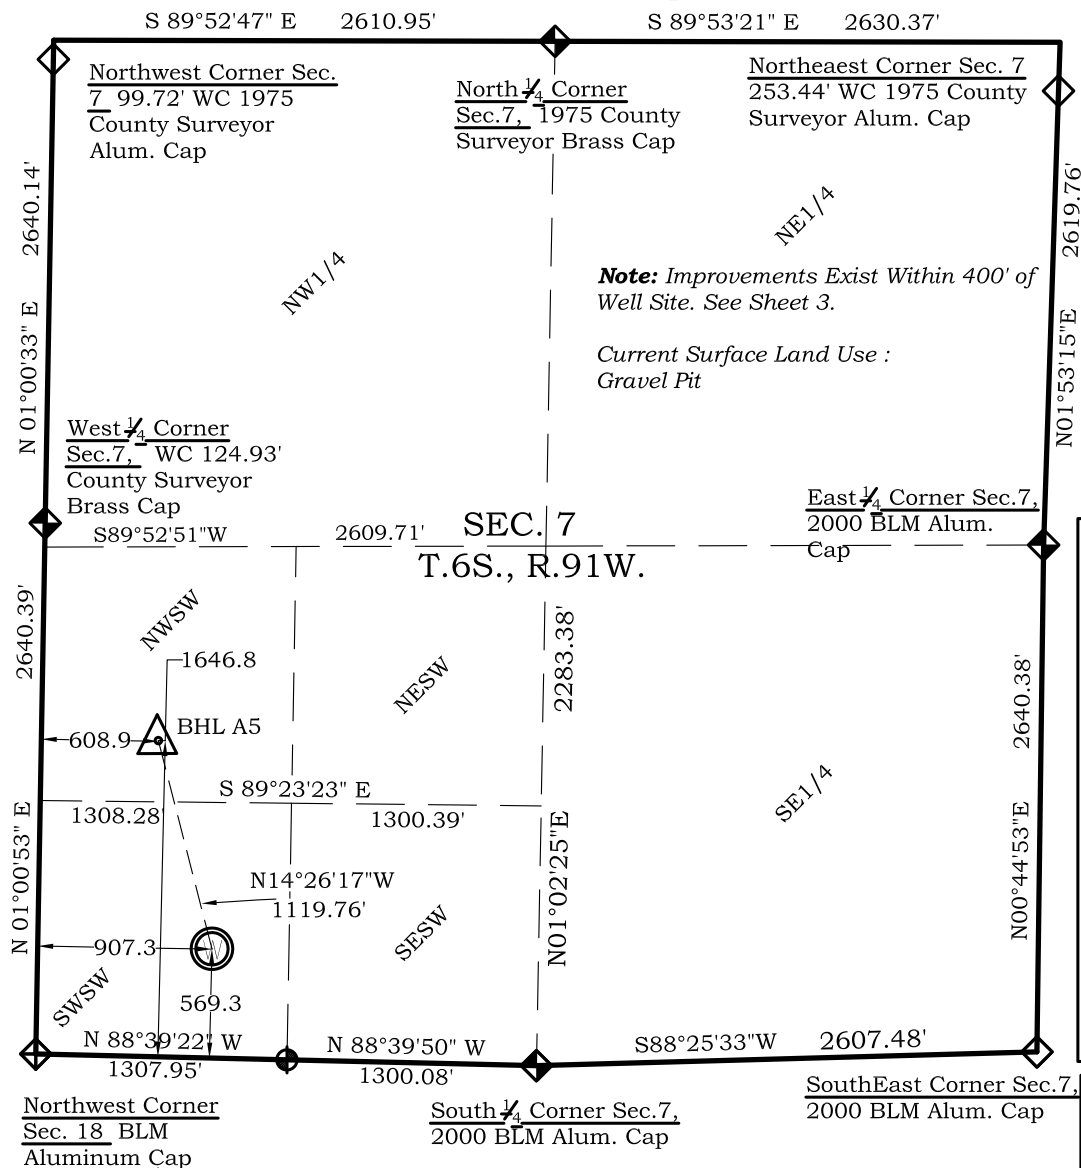 S 89°52'47" E 2610.95' S 89°53'21" E 2630.37'
Northwest Corner Sec.
7 99.72' WC 1975
County Surveyor
Alum. Cap
North 1/4 Corner
Sec.7, 1975 County
Surveyor Brass Cap
Northeaest Corner Sec. 7
253.44' WC 1975 County
Surveyor Alum. Cap
2640.14'
N 01°00'33" E
2619.76'
N01°53'15"E
NW1/4
NE1/4
Note: Improvements Exist Within 400' of
Well Site. See Sheet 3.
Current Surface Land Use :
Gravel Pit
West 1/4 Corner
Sec.7, WC 124.93'
County Surveyor
Brass Cap
East 1/4 Corner Sec.7,
2000 BLM Alum.
Cap
S89°52'51"W 2609.71'
SEC. 7
T.6S., R.91W.
2640.39'
N 01°00'53" E
NWSW
1646.8
NESW
2283.38'
N01°02'25"E
2640.38'
N00°44'53"E
608.9
BHL A5
S 89°23'23" E
1308.28'
1300.39'
SE1/4
N14°26'17"W
1119.76'
907.3
W
SESW
569.3
SWSW
N 88°39'22" W
1307.95'
N 88°39'50" W
1300.08'
S88°25'33"W 2607.48'
Northwest Corner
Sec. 18 BLM
Aluminum Cap
South 1/4 Corner Sec.7,
2000 BLM Alum. Cap
SouthEast Corner Sec.7,
2000 BLM Alum. Cap